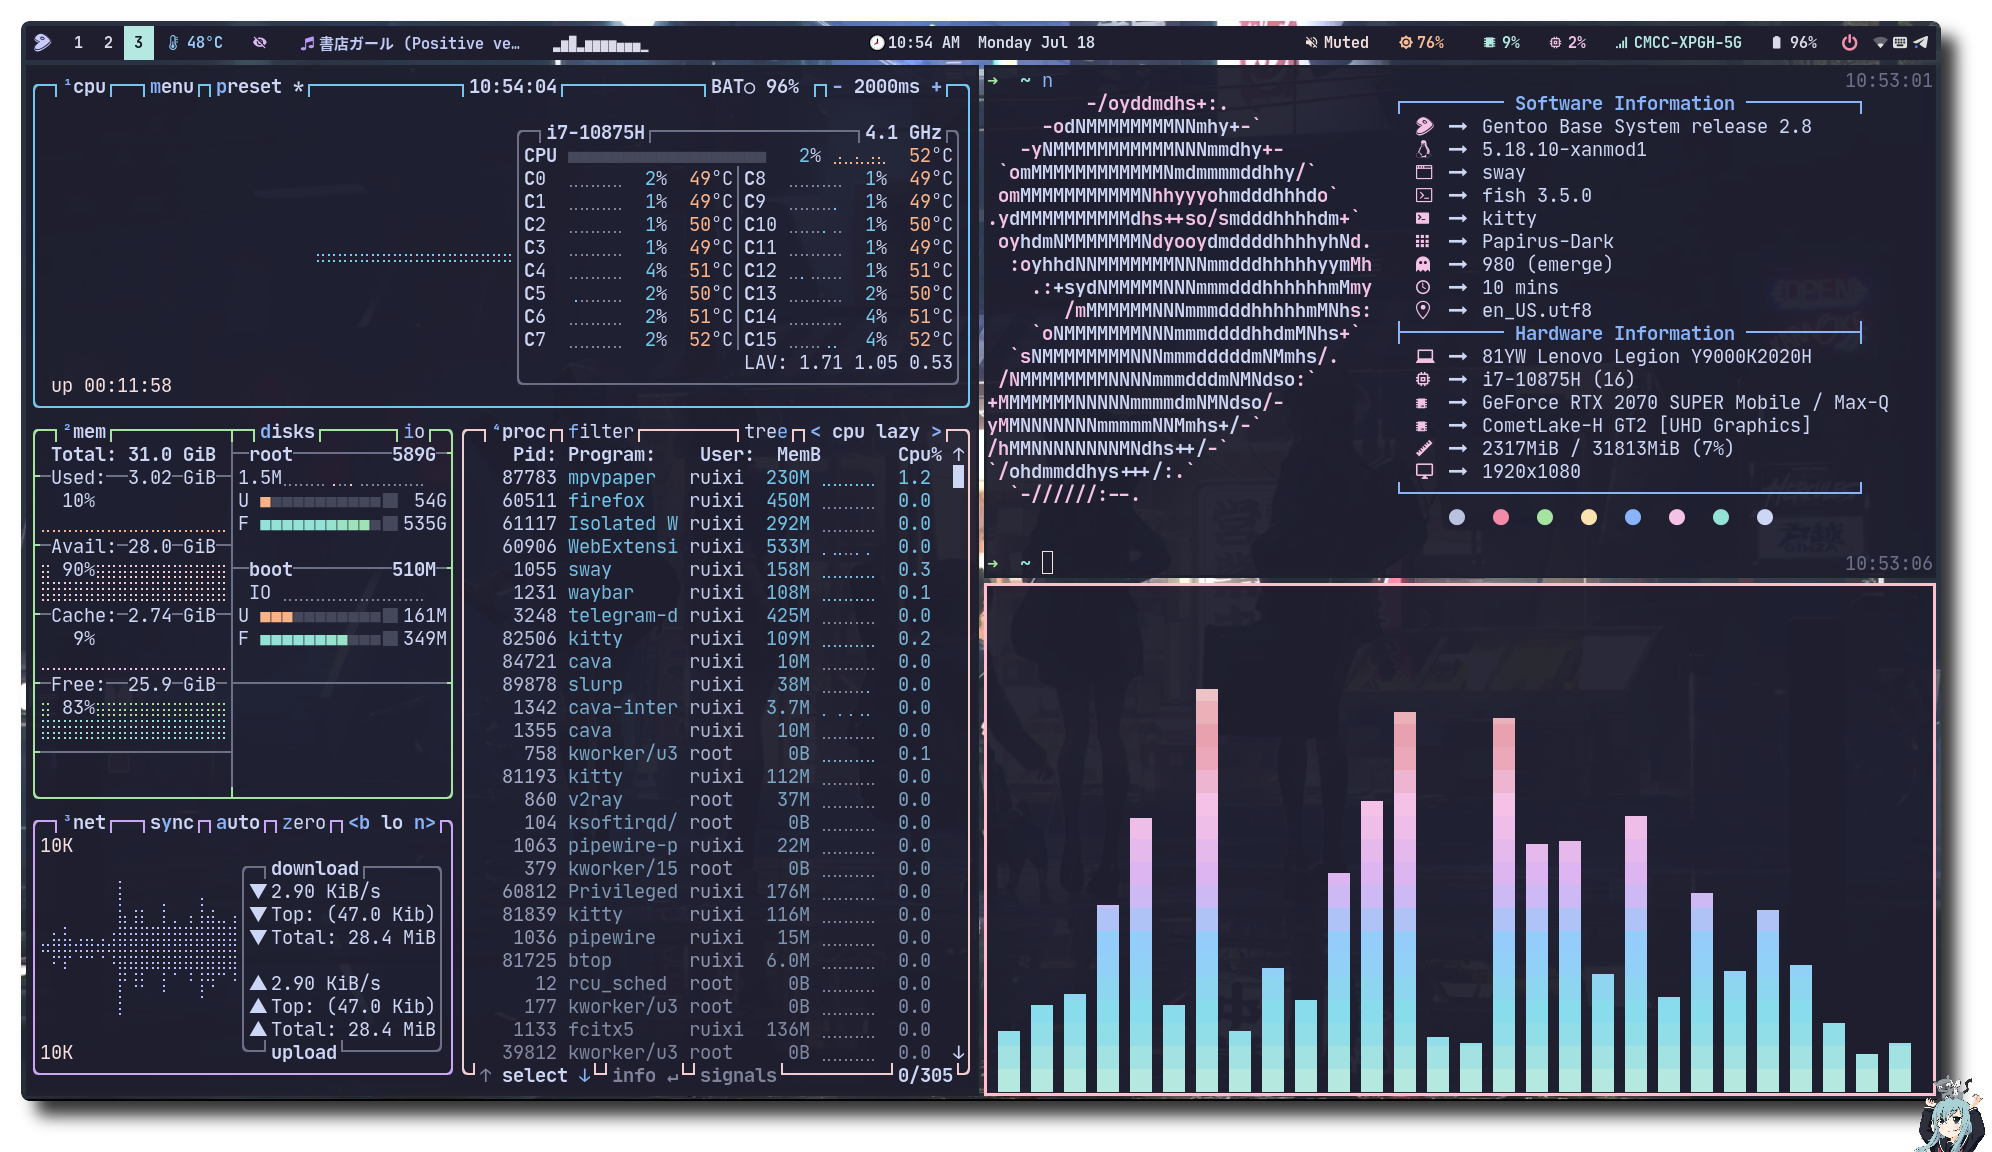 1 2 3 48°C 書店ガール (Positive ve… 10:54 AM Monday Jul 18 Muted 76% 9% 2% CMCC-XPGH-5G 96%
¹cpu menu preset * 10:54:04 BAT○ 96% - 2000ms +
i7-10875H 4.1 GHz
CPU 2% 52°C
C0 2% 49°C C8 1% 49°C
C1 1% 49°C C9 1% 49°C
C2 1% 50°C C10 1% 50°C
C3 1% 49°C C11 1% 49°C
C4 4% 51°C C12 1% 51°C
C5 2% 50°C C13 2% 50°C
C6 2% 51°C C14 4% 51°C
C7 2% 52°C C15 4% 52°C
LAV: 1.71 1.05 0.53
up 00:11:58
²mem disks io
Total: 31.0 GiB root 589G
Used: 3.02 GiB 1.5M
10% U 54G
F 535G
Avail: 28.0 GiB
90% boot 510M
IO
Cache: 2.74 GiB U 161M
9% F 349M
Free: 25.9 GiB
83%
³net sync auto zero <b lo n>
10K
download
▼2.90 KiB/s
▼Top: (47.0 Kib)
▼Total: 28.4 MiB
▲2.90 KiB/s
▲Top: (47.0 Kib)
▲Total: 28.4 MiB
10K upload
⁴proc filter tree < cpu lazy >
Pid: Program: User: MemB Cpu% ↑
87783 mpvpaper ruixi 230M 1.2
60511 firefox ruixi 450M 0.0
61117 Isolated W ruixi 292M 0.0
60906 WebExtensi ruixi 533M 0.0
1055 sway ruixi 158M 0.3
1231 waybar ruixi 108M 0.1
3248 telegram-d ruixi 425M 0.0
82506 kitty ruixi 109M 0.2
84721 cava ruixi 10M 0.0
89878 slurp ruixi 38M 0.0
1342 cava-inter ruixi 3.7M 0.0
1355 cava ruixi 10M 0.0
758 kworker/u3 root 0B 0.1
81193 kitty ruixi 112M 0.0
860 v2ray root 37M 0.0
104 ksoftirqd/ root 0B 0.0
1063 pipewire-p ruixi 22M 0.0
379 kworker/15 root 0B 0.0
60812 Privileged ruixi 176M 0.0
81839 kitty ruixi 116M 0.0
1036 pipewire ruixi 15M 0.0
81725 btop ruixi 6.0M 0.0
12 rcu_sched root 0B 0.0
177 kworker/u3 root 0B 0.0
1133 fcitx5 ruixi 136M 0.0
39812 kworker/u3 root 0B 0.0 ↓
↑ select ↓ info ↵ signals 0/305
→ ~ n 10:53:01
-/oyddmdhs+:.
-odNMMMMMMMMNNmhy+-`
-yNMMMMMMMMMMMNNNmmdhy+-
`omMMMMMMMMMMMMNmdmmmmddhhy/`
omMMMMMMMMMMMNhhyyyohmdddhhhdo`
.ydMMMMMMMMMMdhs++so/smdddhhhhdm+`
oyhdmNMMMMMMMNdyooydmddddhhhhyhNd.
:oyhhdNNMMMMMMMNNNmmdddhhhhhyymMh
.:+sydNMMMMMNNNmmmdddhhhhhhmMmy
/mMMMMMMNNNmmmdddhhhhhmMNhs:
`oNMMMMMMMNNNmmmddddhhdmMNhs+`
`sNMMMMMMMMNNNmmmdddddmNMmhs/.
/NMMMMMMMMNNNNmmmdddmNMNdso:`
+MMMMMMMNNNNNmmmmdmNMNdso/-
yMMNNNNNNNmmmmmNNMmhs+/-`
/hMMNNNNNNNNMNdhs++/-`
`/ohdmmddhys+++/:.`
`-//////:--.
Software Information
→ Gentoo Base System release 2.8
→ 5.18.10-xanmod1
→ sway
→ fish 3.5.0
→ kitty
→ Papirus-Dark
→ 980 (emerge)
→ 10 mins
→ en_US.utf8
Hardware Information
→ 81YW Lenovo Legion Y9000K2020H
→ i7-10875H (16)
→ GeForce RTX 2070 SUPER Mobile / Max-Q
→ CometLake-H GT2 [UHD Graphics]
→ 2317MiB / 31813MiB (7%)
→ 1920x1080
→ ~ 10:53:06